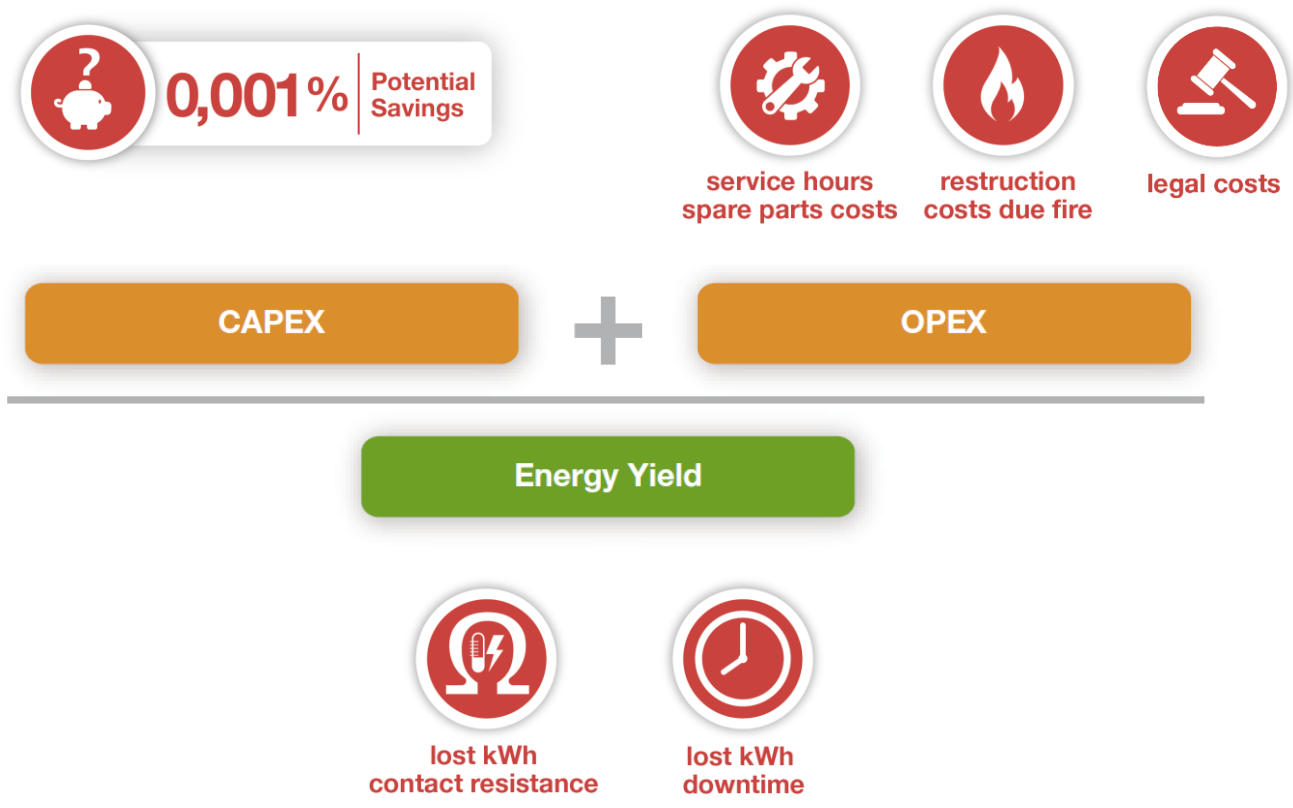 ?
0,001 %
Potential
Savings
service hours
spare parts costs
restruction
costs due fire
legal costs
CAPEX
+
OPEX
Energy Yield
Ω
lost kWh
contact resistance
lost kWh
downtime